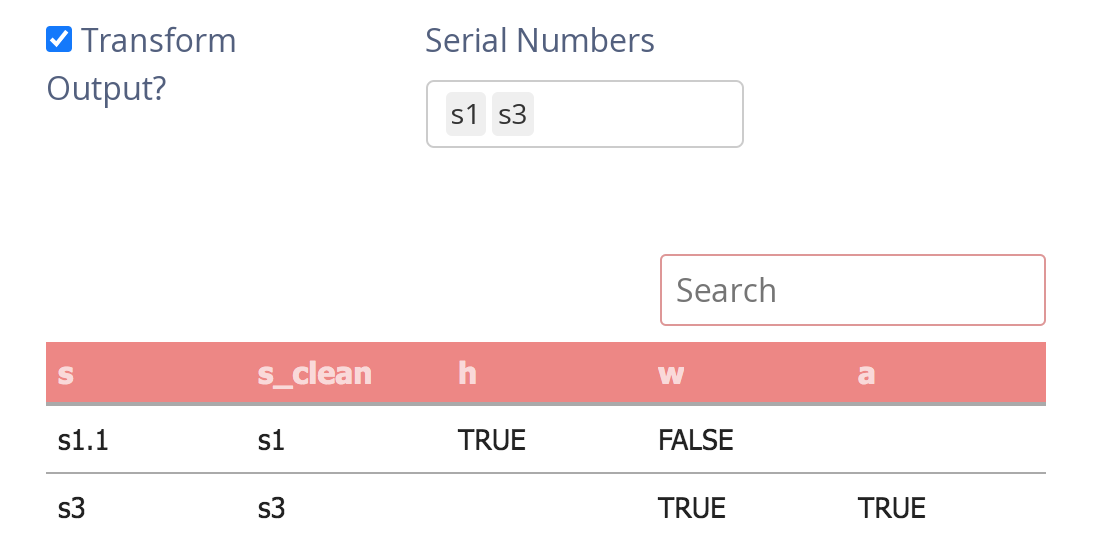 Transform Output?
Serial Numbers
s1 s3
Search
s s_clean h w a
s1.1 s1 TRUE FALSE
s3 s3 TRUE TRUE